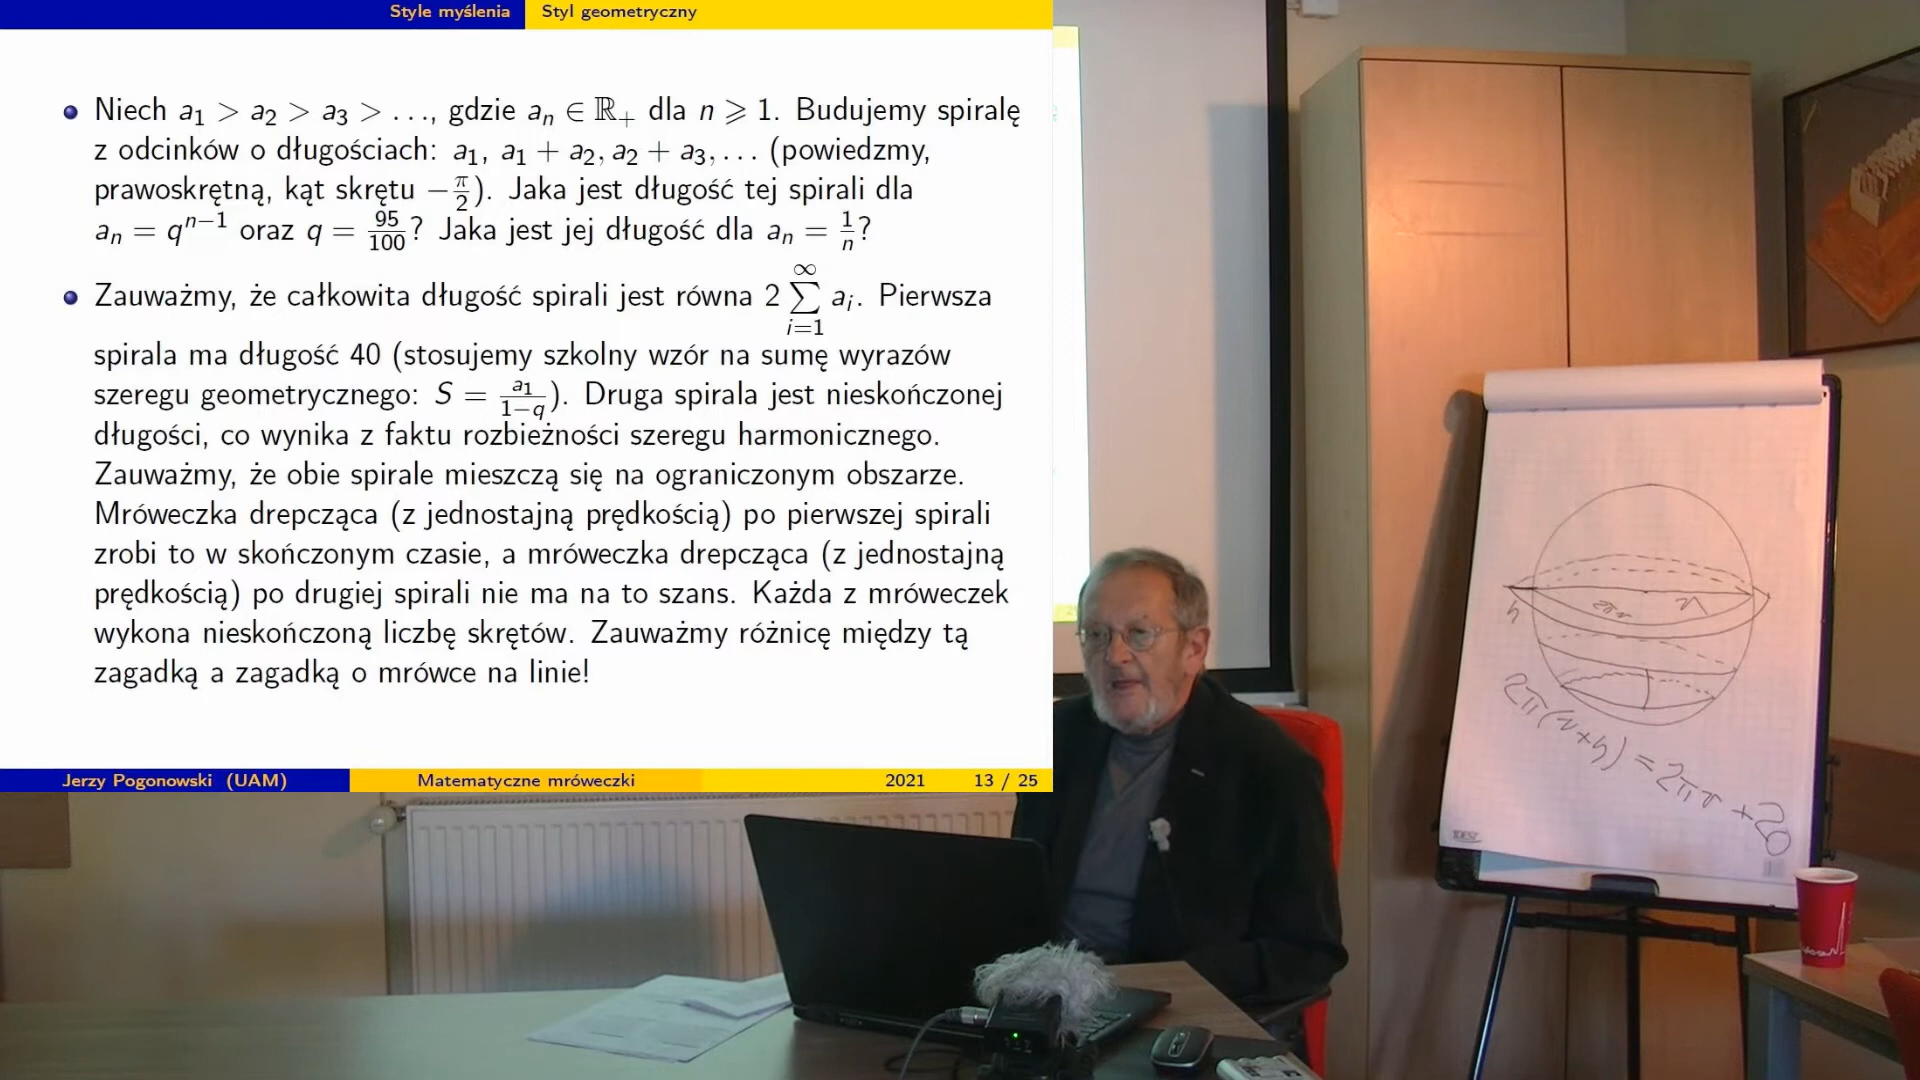 Style myślenia Styl geometryczny
Niech a₁ > a₂ > a₃ > …, gdzie aₙ ∈ ℝ₊ dla n ⩾ 1. Budujemy spiralę
z odcinków o długościach: a₁, a₁ + a₂, a₂ + a₃, … (powiedzmy,
prawoskrętną, kąt skrętu −π/2). Jaka jest długość tej spirali dla
aₙ = qⁿ⁻¹ oraz q = 95/100? Jaka jest jej długość dla aₙ = 1/n?
Zauważmy, że całkowita długość spirali jest równa 2 ∞∑i=1 aᵢ. Pierwsza
spirala ma długość 40 (stosujemy szkolny wzór na sumę wyrazów
szeregu geometrycznego: S = a₁/1−q). Druga spirala jest nieskończonej
długości, co wynika z faktu rozbieżności szeregu harmonicznego.
Zauważmy, że obie spirale mieszczą się na ograniczonym obszarze.
Mróweczka drepcząca (z jednostajną prędkością) po pierwszej spirali
zrobi to w skończonym czasie, a mróweczka drepcząca (z jednostajną
prędkością) po drugiej spirali nie ma na to szans. Każda z mróweczek
wykona nieskończoną liczbę skrętów. Zauważmy różnicę między tą
zagadką a zagadką o mrówce na linie!
Jerzy Pogonowski (UAM) Matematyczne mróweczki 2021 13 / 25
h 2πr r
2π(r+h) = 2πr + 20